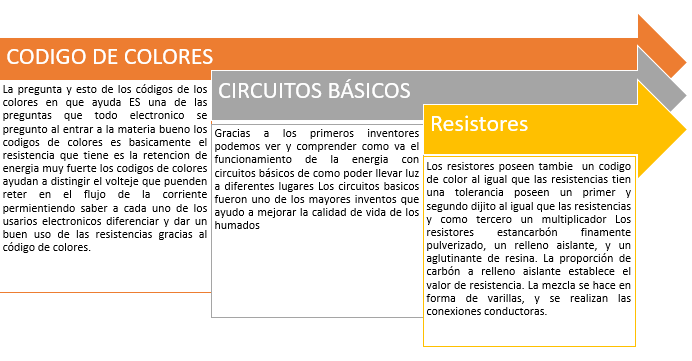 CODIGO DE COLORES
La pregunta y esto de los códigos de los
colores en que ayuda ES una de las
preguntas que todo electronico se
pregunto al entrar a la materia bueno los
codigos de colores es basicamente el
resistencia que tiene es la retencion de
energia muy fuerte los codigos de colores
ayudan a distingir el volteje que puenden
reter en el flujo de la corriente
permientiendo saber a cada uno de los
usarios electronicos diferenciar y dar un
buen uso de las resistencias gracias al
código de colores.
CIRCUITOS BÁSICOS
Gracias a los primeros inventores
podemos ver y comprender como va el
funcionamiento de la energia con
circuitos básicos de como poder llevar luz
a diferentes lugares Los circuitos basicos
fueron uno de los mayores inventos que
ayudo a mejorar la calidad de vida de los
humados
Resistores
Los resistores poseen tambie un codigo
de color al igual que las resistencias tien
una tolerancia poseen un primer y
segundo dijito al igual que las resistencias
y como tercero un multiplicador Los
resistores estancarbón finamente
pulverizado, un relleno aislante, y un
aglutinante de resina. La proporción de
carbón a relleno aislante establece el
valor de resistencia. La mezcla se hace en
forma de varillas, y se realizan las
conexiones conductoras.